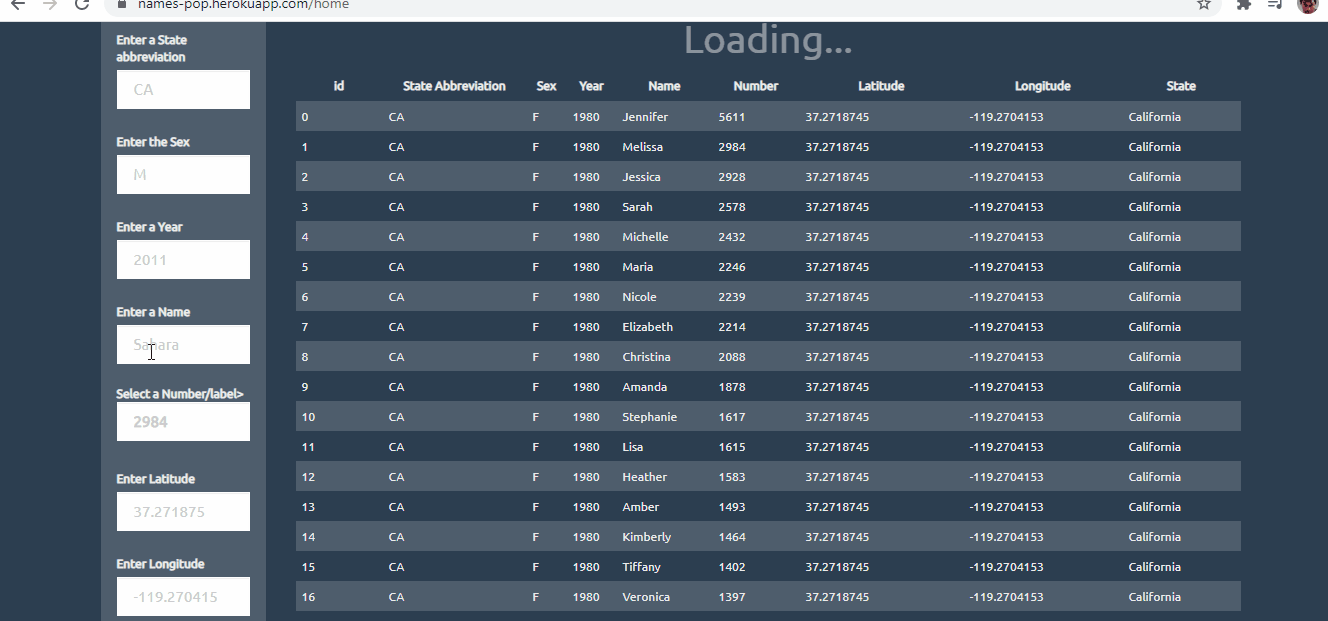 names-pop.herokuapp.com/home
Loading...
Enter a State
abbreviation
CA
Enter the Sex
M
Enter a Year
2011
Enter a Name
Sahara
Select a Number/label>
2984
Enter Latitude
37.271875
Enter Longitude
-119.270415
id State Abbreviation Sex Year Name Number Latitude Longitude State
0 CA F 1980 Jennifer 5611 37.2718745 -119.2704153 California
1 CA F 1980 Melissa 2984 37.2718745 -119.2704153 California
2 CA F 1980 Jessica 2928 37.2718745 -119.2704153 California
3 CA F 1980 Sarah 2578 37.2718745 -119.2704153 California
4 CA F 1980 Michelle 2432 37.2718745 -119.2704153 California
5 CA F 1980 Maria 2246 37.2718745 -119.2704153 California
6 CA F 1980 Nicole 2239 37.2718745 -119.2704153 California
7 CA F 1980 Elizabeth 2214 37.2718745 -119.2704153 California
8 CA F 1980 Christina 2088 37.2718745 -119.2704153 California
9 CA F 1980 Amanda 1878 37.2718745 -119.2704153 California
10 CA F 1980 Stephanie 1617 37.2718745 -119.2704153 California
11 CA F 1980 Lisa 1615 37.2718745 -119.2704153 California
12 CA F 1980 Heather 1583 37.2718745 -119.2704153 California
13 CA F 1980 Amber 1493 37.2718745 -119.2704153 California
14 CA F 1980 Kimberly 1464 37.2718745 -119.2704153 California
15 CA F 1980 Tiffany 1402 37.2718745 -119.2704153 California
16 CA F 1980 Veronica 1397 37.2718745 -119.2704153 California